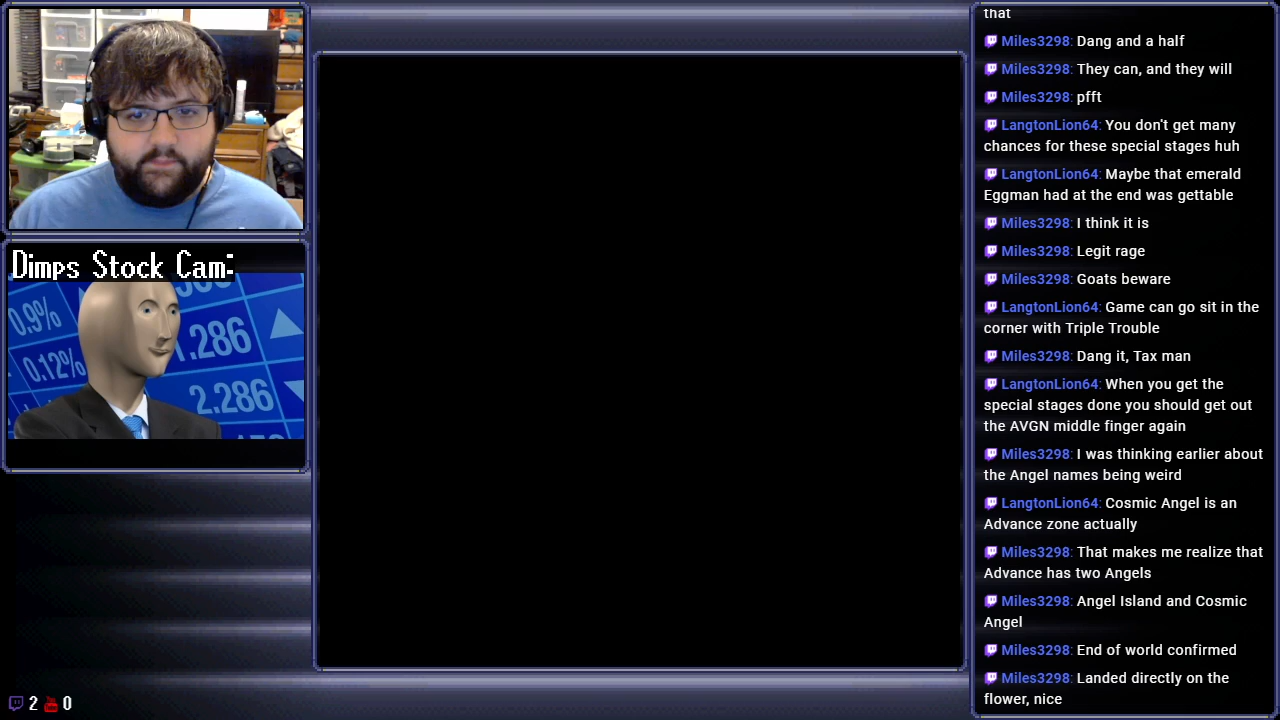 that
Miles3298: Dang and a half
Miles3298: They can, and they will
Miles3298: pfft
LangtonLion64: You don't get many
chances for these special stages huh
LangtonLion64: Maybe that emerald
Eggman had at the end was gettable
Miles3298: I think it is
Miles3298: Legit rage
Miles3298: Goats beware
LangtonLion64: Game can go sit in the
corner with Triple Trouble
Miles3298: Dang it, Tax man
LangtonLion64: When you get the
special stages done you should get out
the AVGN middle finger again
Miles3298: I was thinking earlier about
the Angel names being weird
LangtonLion64: Cosmic Angel is an
Advance zone actually
Miles3298: That makes me realize that
Advance has two Angels
Miles3298: Angel Island and Cosmic
Angel
Miles3298: End of world confirmed
Miles3298: Landed directly on the
flower, nice
Dimps Stock Cam:
0.9%
1.286
0.12%
2.286
2 0